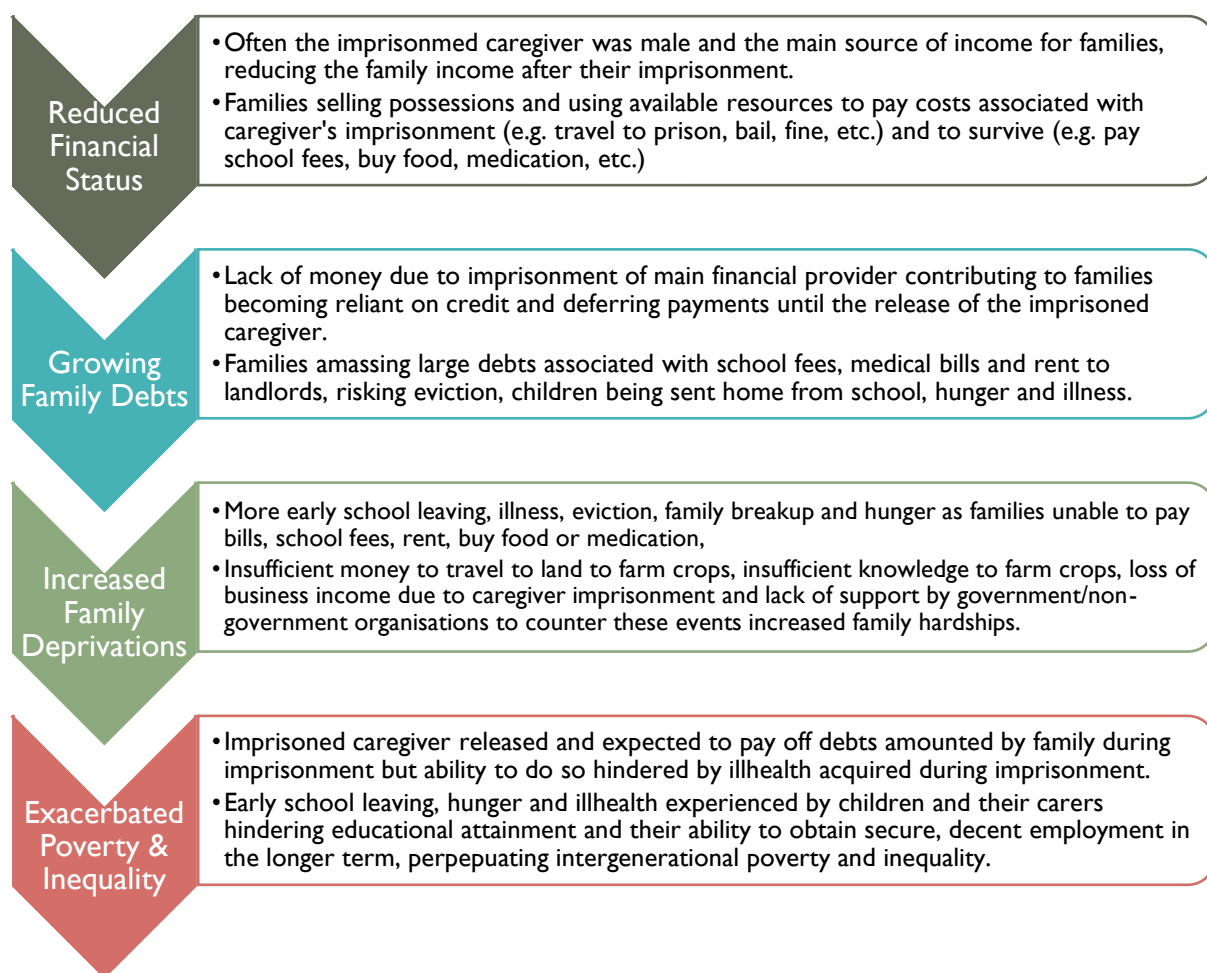 Reduced
Financial
Status
•Often the imprisonmed caregiver was male and the main source of income for families,
reducing the family income after their imprisonment.
•Families selling possessions and using available resources to pay costs associated with
caregiver's imprisonment (e.g. travel to prison, bail, fine, etc.) and to survive (e.g. pay
school fees, buy food, medication, etc.)
Growing
Family Debts
•Lack of money due to imprisonment of main financial provider contributing to families
becoming reliant on credit and deferring payments until the release of the imprisoned
caregiver.
•Families amassing large debts associated with school fees, medical bills and rent to
landlords, risking eviction, children being sent home from school, hunger and illness.
Increased
Family
Deprivations
•More early school leaving, illness, eviction, family breakup and hunger as families unable to pay
bills, school fees, rent, buy food or medication,
•Insufficient money to travel to land to farm crops, insufficient knowledge to farm crops, loss of
business income due to caregiver imprisonment and lack of support by government/non-
government organisations to counter these events increased family hardships.
Exacerbated
Poverty &
Inequality
•Imprisoned caregiver released and expected to pay off debts amounted by family during
imprisonment but ability to do so hindered by illhealth acquired during imprisonment.
•Early school leaving, hunger and illhealth experienced by children and their carers
hindering educational attainment and their ability to obtain secure, decent employment in
the longer term, perpepuating intergenerational poverty and inequality.